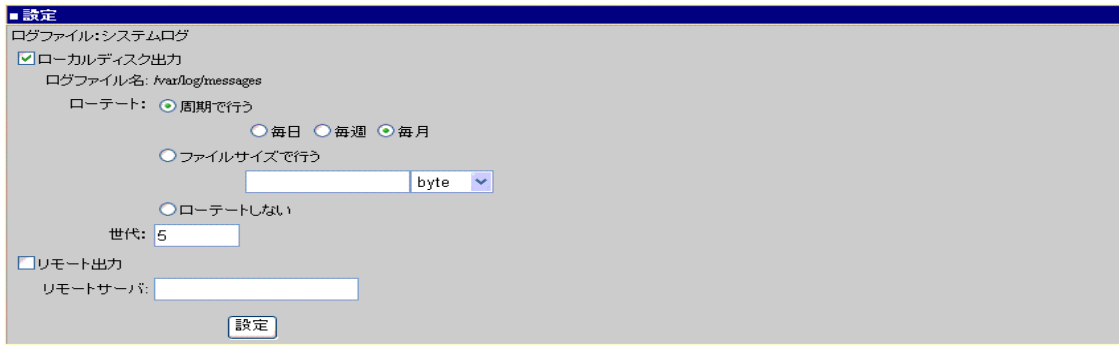 ■設定
ログファイル:システムログ
ローカルディスク出力
ログファイル名: /var/log/messages
ローテート: 周期で行う
毎日 毎週 毎月
ファイルサイズで行う
byte
ローテートしない
世代: 5
リモート出力
リモートサーバ:
設定